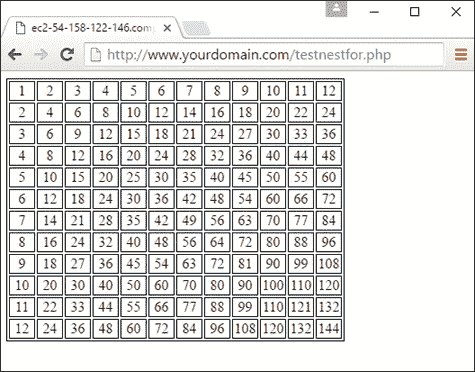 ec2-54-158-122-146.comp
http://www.yourdomain.com/testnestfor.php
1 2 3 4 5 6 7 8 9 10 11 12
2 4 6 8 10 12 14 16 18 20 22 24
3 6 9 12 15 18 21 24 27 30 33 36
4 8 12 16 20 24 28 32 36 40 44 48
5 10 15 20 25 30 35 40 45 50 55 60
6 12 18 24 30 36 42 48 54 60 66 72
7 14 21 28 35 42 49 56 63 70 77 84
8 16 24 32 40 48 56 64 72 80 88 96
9 18 27 36 45 54 63 72 81 90 99 108
10 20 30 40 50 60 70 80 90 100 110 120
11 22 33 44 55 66 77 88 99 110 121 132
12 24 36 48 60 72 84 96 108 120 132 144